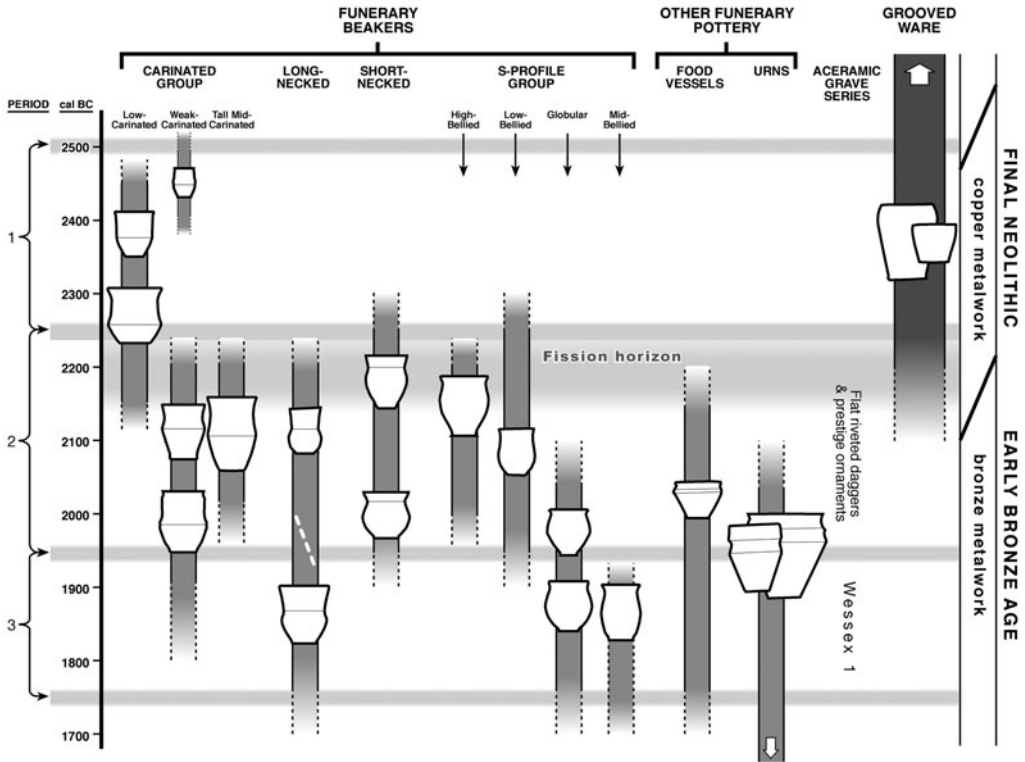 FUNERARY
BEAKERS
OTHER FUNERARY
POTTERY
GROOVED
WARE
CARINATED
GROUP
LONG-
NECKED
SHORT-
NECKED
S-PROFILE
GROUP
FOOD
VESSELS
URNS
ACERAMIC
GRAVE
SERIES
PERIOD
cal BC
Low-
Carinated
Weak-
Carinated
Tall Mid-
Carinated
High-
Bellied
Low-
Bellied
Globular
Mid-
Bellied
2500
2400
2300
2200
2100
2000
1900
1800
1700
1
2
3
Fission horizon
Flat riveted daggers
& prestige ornaments
Wessex 1
copper metalwork
bronze metalwork
FINAL NEOLITHIC
EARLY BRONZE AGE